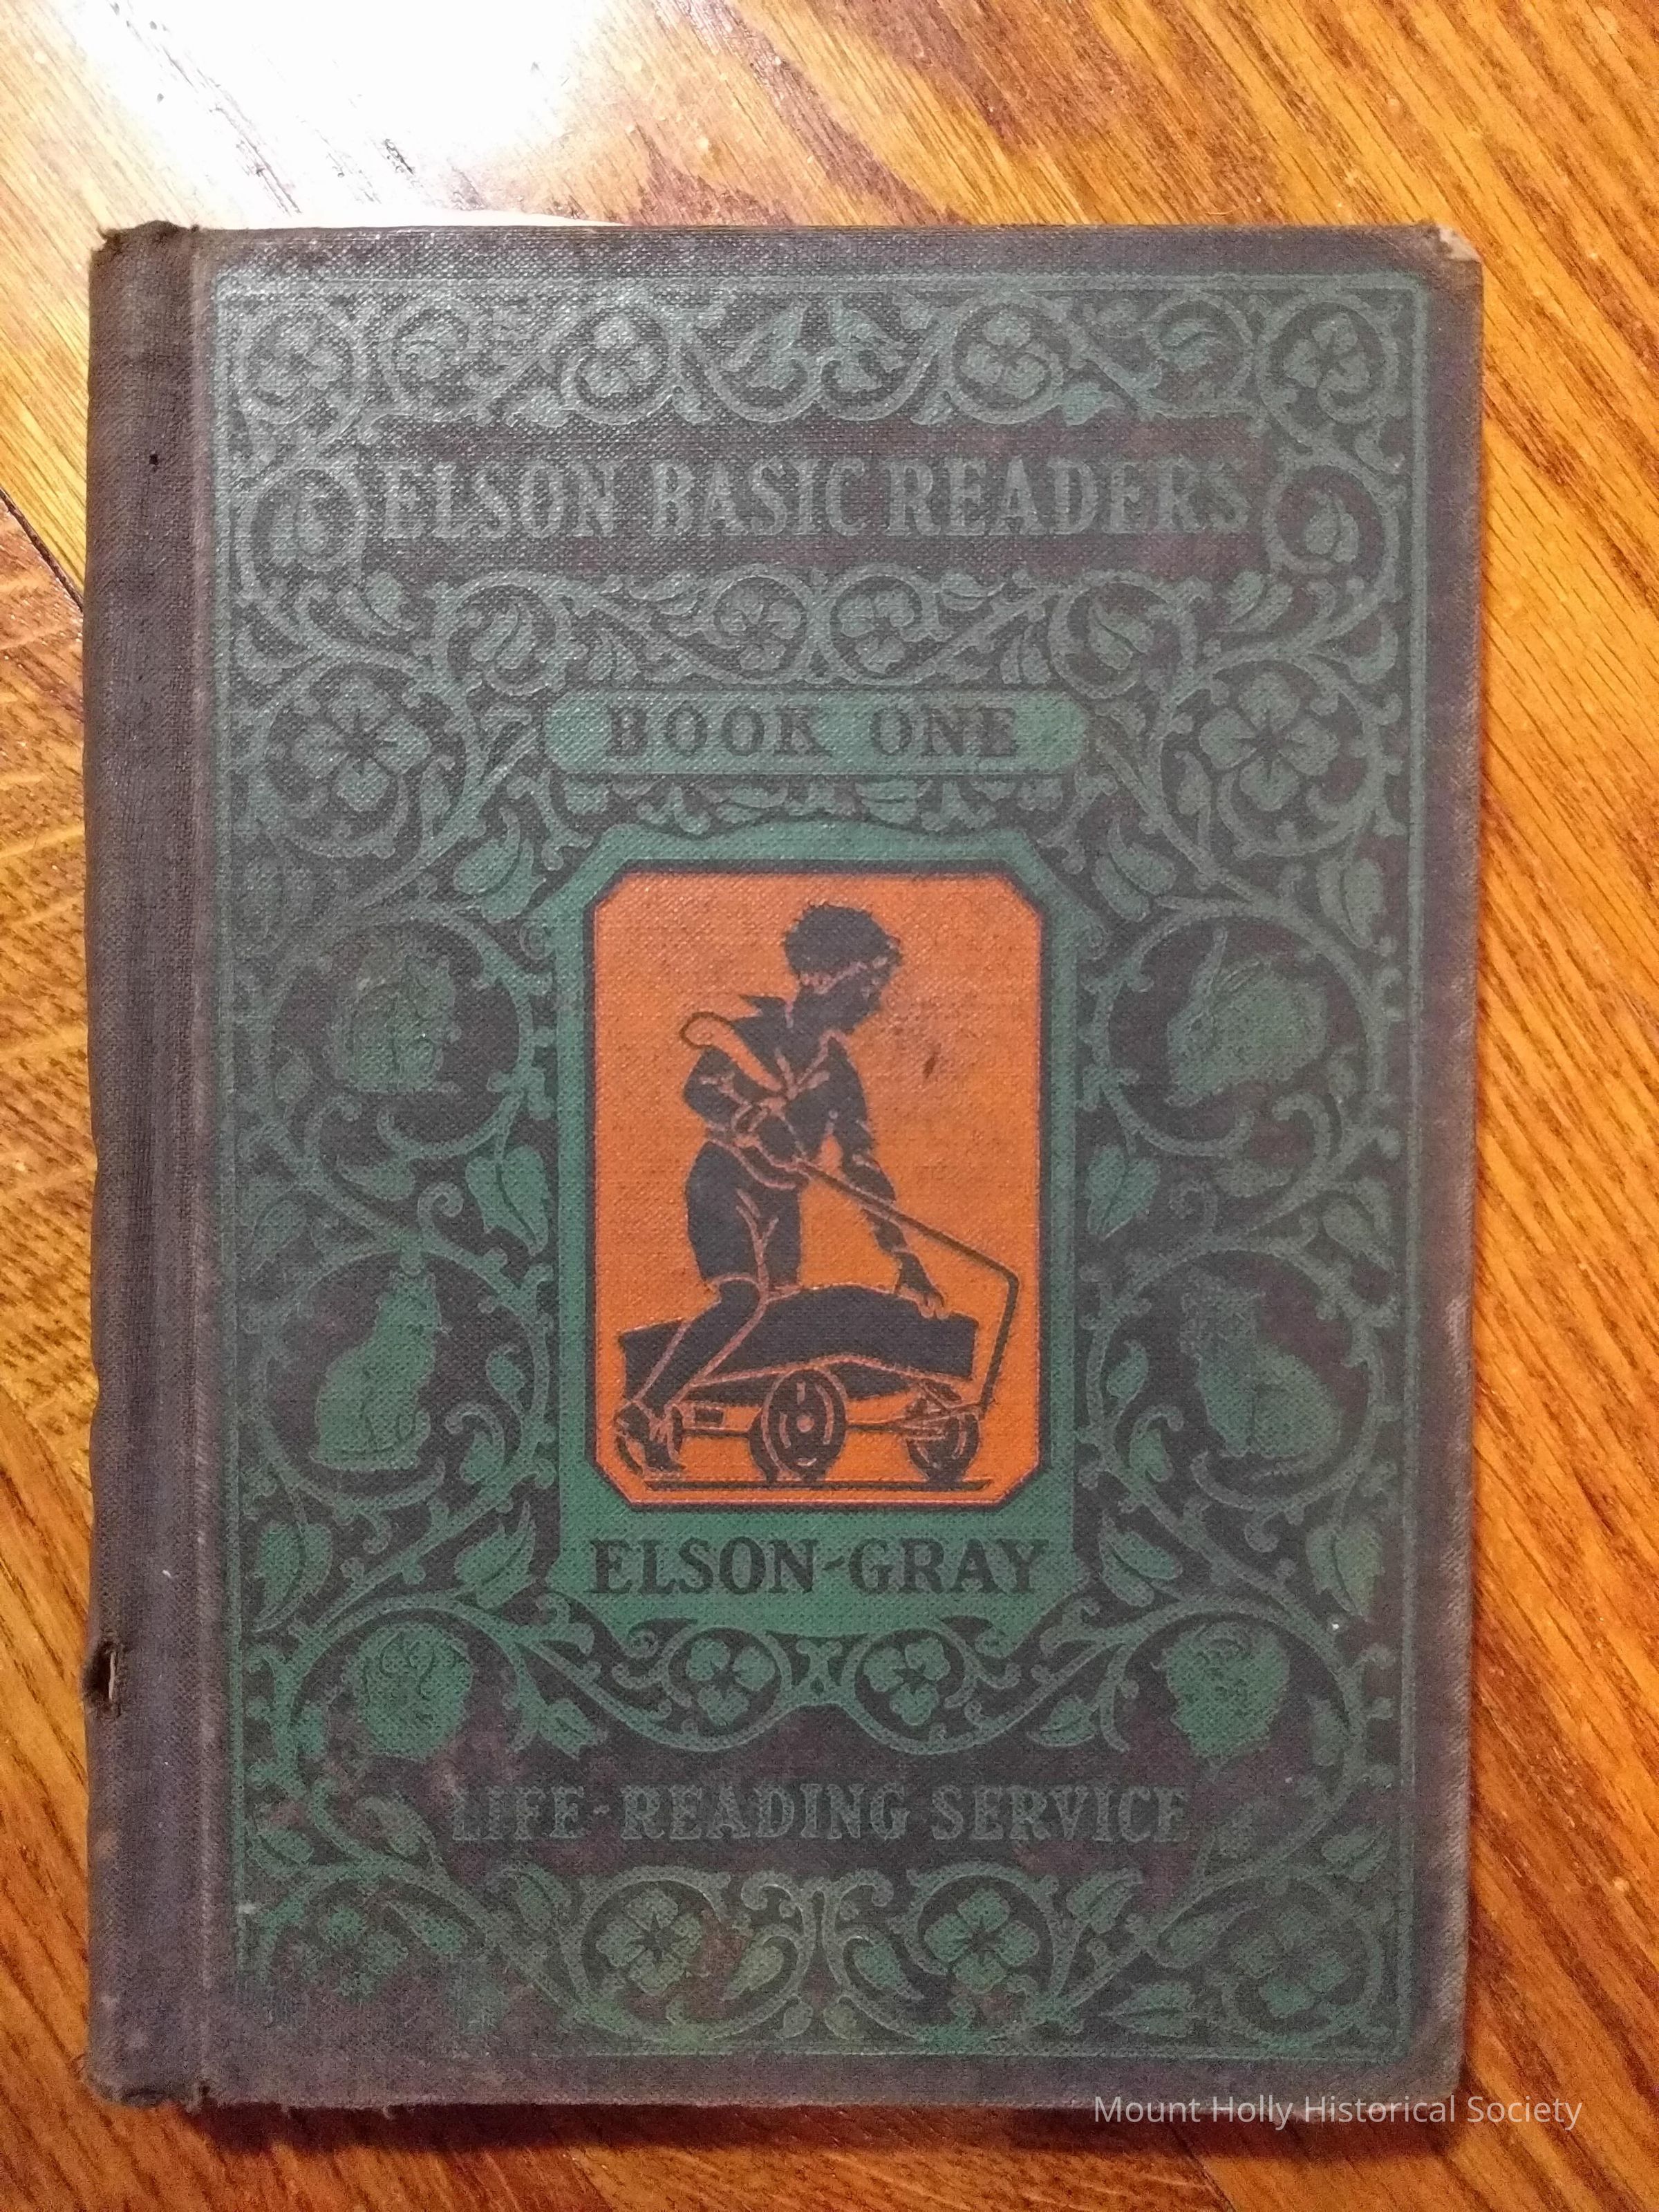 ELSON BASIC READERS
BOOK ONE
ELSON-GRAY
LIFE-READING SERVICE
Mount Holly Historical Society